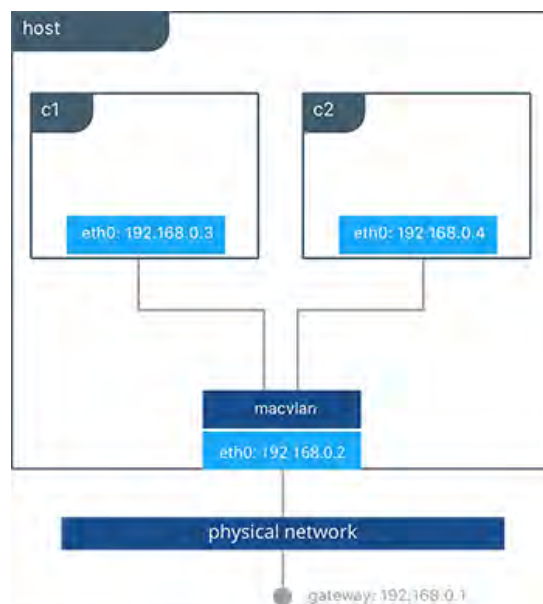 host
c1
c2
eth0: 192.168.0.3
eth0: 192.168.0.4
macvlan
eth0: 192.168.0.2
physical network
gateway: 192.168.0.1